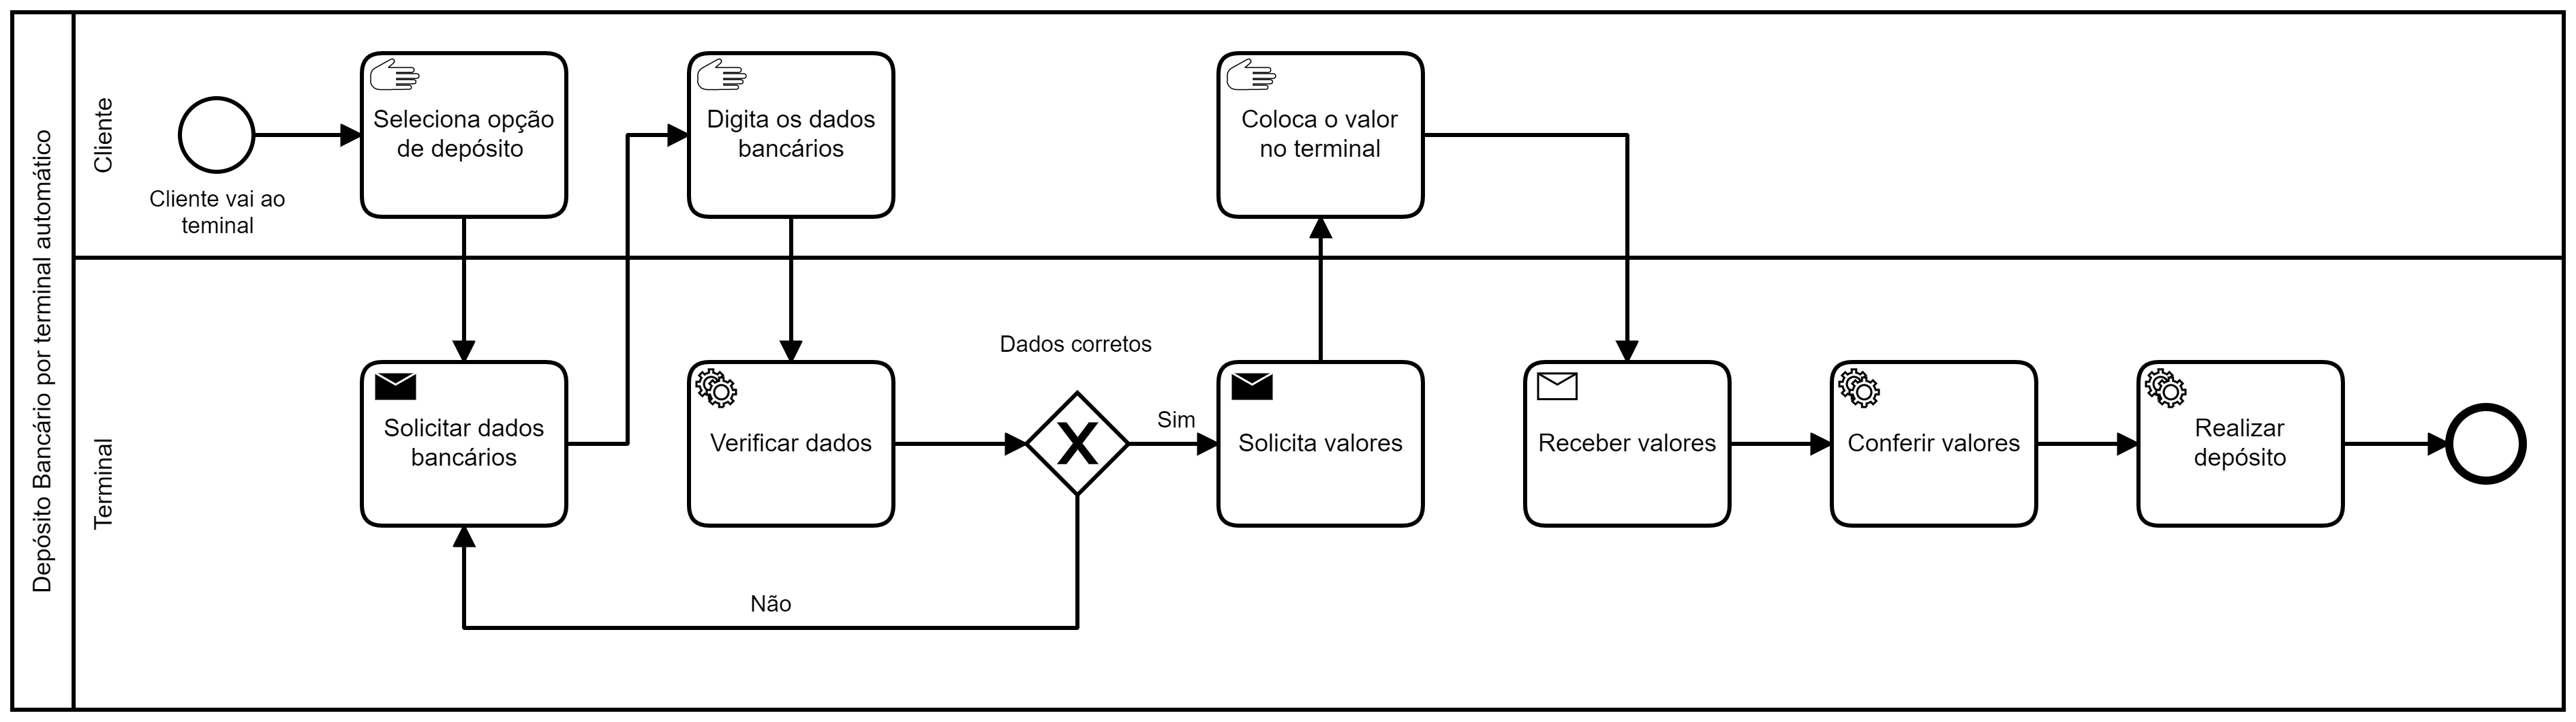 Depósito Bancário por terminal automático
Cliente
Cliente vai ao
teminal
Seleciona opção
de depósito
Digita os dados
bancários
Coloca o valor
no terminal
Terminal
Solicitar dados
bancários
Verificar dados
Dados corretos
Sim
Não
Solicita valores
Receber valores
Conferir valores
Realizar
depósito